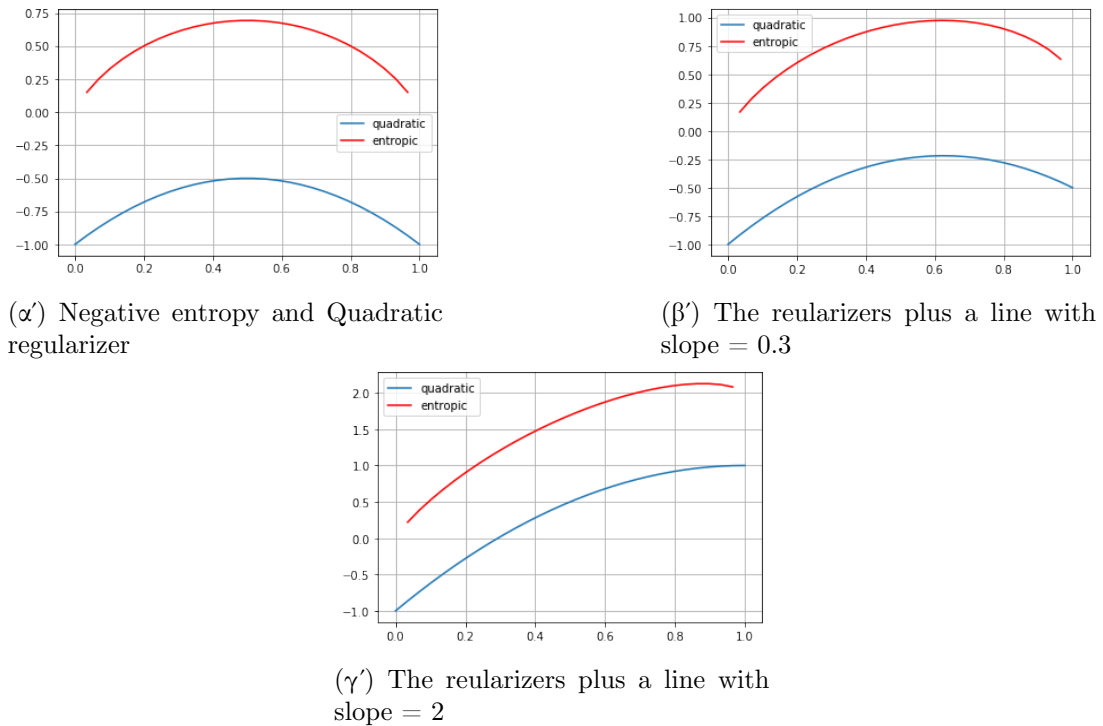 1.00
0.75
0.50
0.25
0.00
−0.25
−0.50
−0.75
−1.00
0.0 0.2 0.4 0.6 0.8 1.0
quadratic
entropic
(α′) Negative entropy and Quadratic
regularizer
1.00
0.75
0.50
0.25
0.00
−0.25
−0.50
−0.75
−1.00
0.0 0.2 0.4 0.6 0.8 1.0
quadratic
entropic
(β′) The reularizers plus a line with
slope = 0.3
2.0
1.5
1.0
0.5
0.0
−0.5
−1.0
0.0 0.2 0.4 0.6 0.8 1.0
quadratic
entropic
(γ′) The reularizers plus a line with
slope = 2